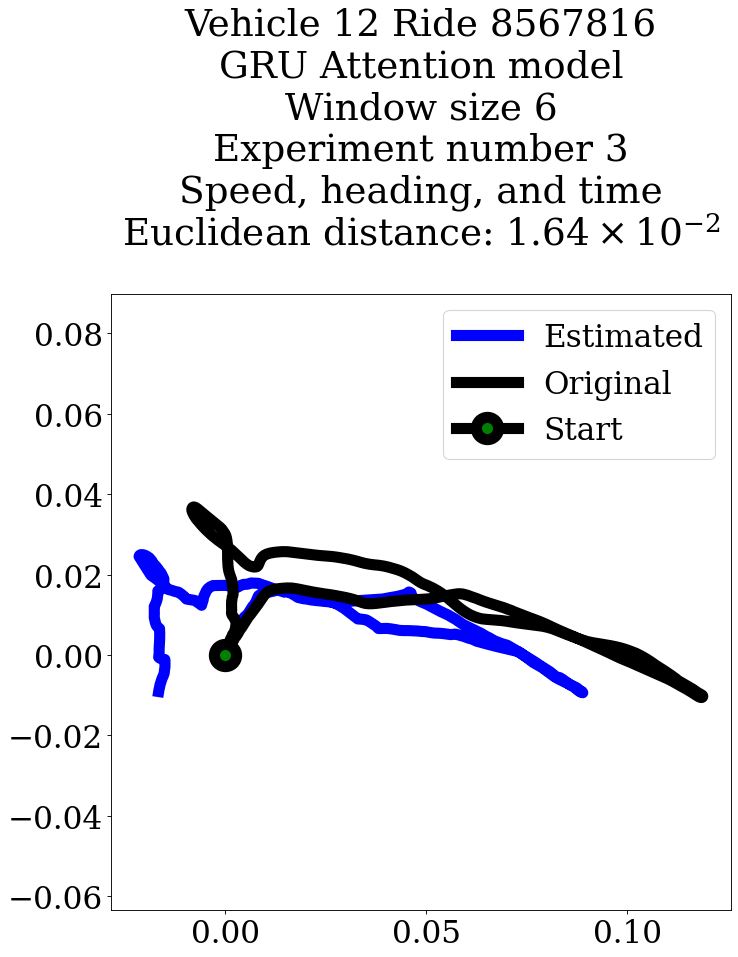 Vehicle 12 Ride 8567816
GRU Attention model
Window size 6
Experiment number 3
Speed, heading, and time
Euclidean distance: 1.64 × 10⁻²
Estimated
Original
Start
0.08
0.06
0.04
0.02
0.00
−0.02
−0.04
−0.06
0.00 0.05 0.10